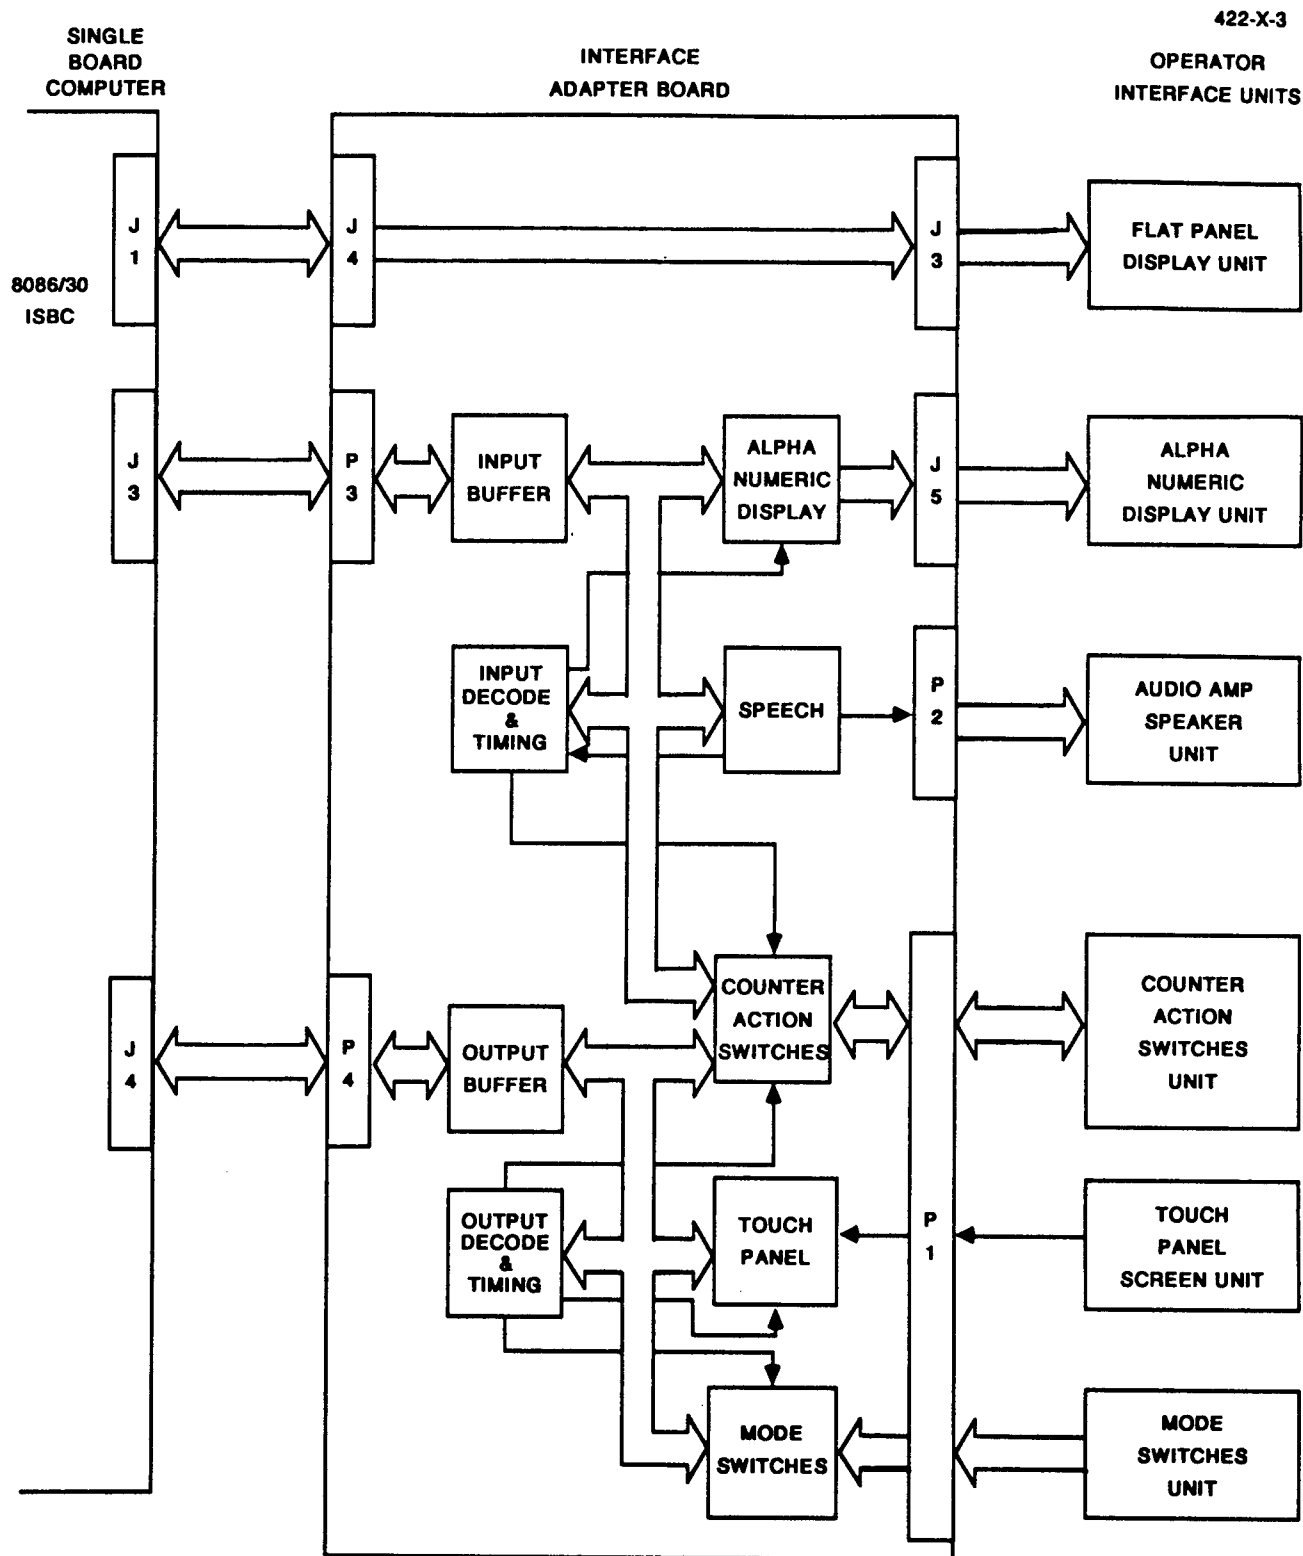 422-X-3
SINGLE
BOARD
COMPUTER
INTERFACE
ADAPTER BOARD
OPERATOR
INTERFACE UNITS
J
1
J
4
J
3
FLAT PANEL
DISPLAY UNIT
8086/30
ISBC
J
3
P
3
INPUT
BUFFER
ALPHA
NUMERIC
DISPLAY
J
5
ALPHA
NUMERIC
DISPLAY UNIT
INPUT
DECODE
&
TIMING
SPEECH
P
2
AUDIO AMP
SPEAKER
UNIT
J
4
P
4
OUTPUT
BUFFER
COUNTER
ACTION
SWITCHES
COUNTER
ACTION
SWITCHES
UNIT
OUTPUT
DECODE
&
TIMING
TOUCH
PANEL
P
1
TOUCH
PANEL
SCREEN UNIT
MODE
SWITCHES
MODE
SWITCHES
UNIT